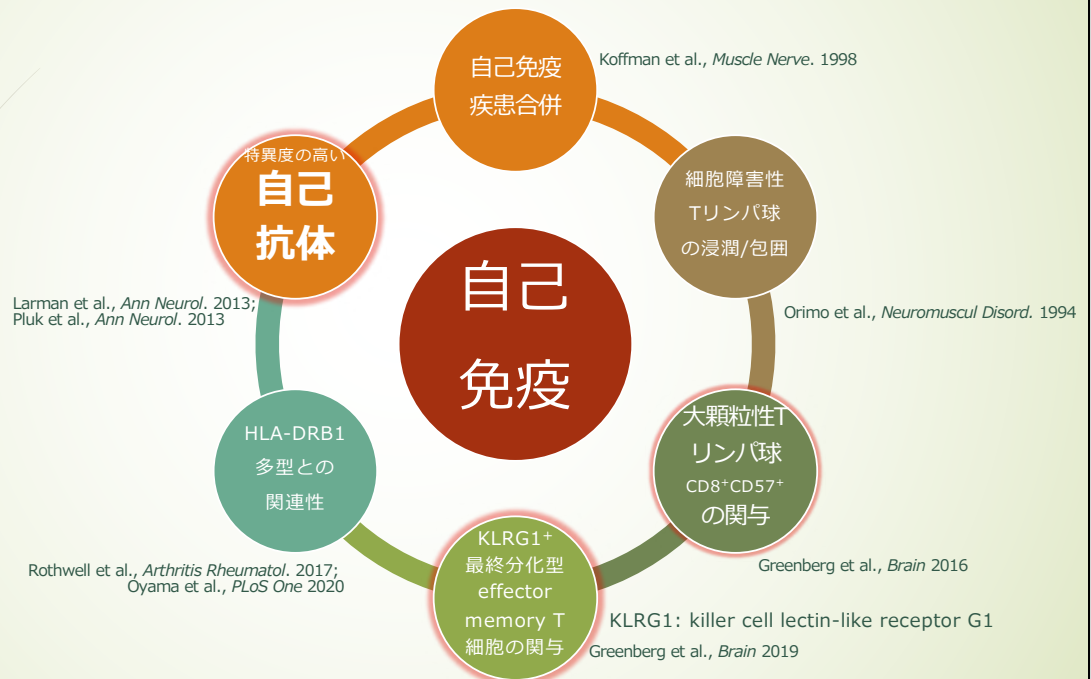 自己免疫
疾患合併
Koffman et al., Muscle Nerve. 1998
細胞障害性
Tリンパ球
の浸潤/包囲
Orimo et al., Neuromuscul Disord. 1994
大顆粒性T
リンパ球
CD8⁺CD57⁺
の関与
Greenberg et al., Brain 2016
KLRG1⁺
最終分化型
effector
memory T
細胞の関与
KLRG1: killer cell lectin-like receptor G1
Greenberg et al., Brain 2019
HLA-DRB1
多型との
関連性
Rothwell et al., Arthritis Rheumatol. 2017;
Oyama et al., PLoS One 2020
特異度の高い
自己
抗体
Larman et al., Ann Neurol. 2013;
Pluk et al., Ann Neurol. 2013
自己
免疫